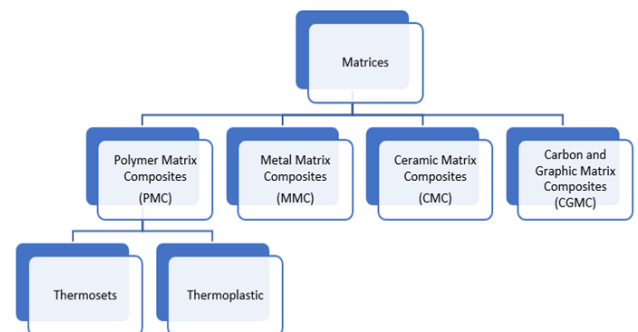 Matrices
Polymer Matrix
Composites
(PMC)
Metal Matrix
Composites
(MMC)
Ceramic Matrix
Composites
(CMC)
Carbon and
Graphic Matrix
Composites
(CGMC)
Thermosets
Thermoplastic